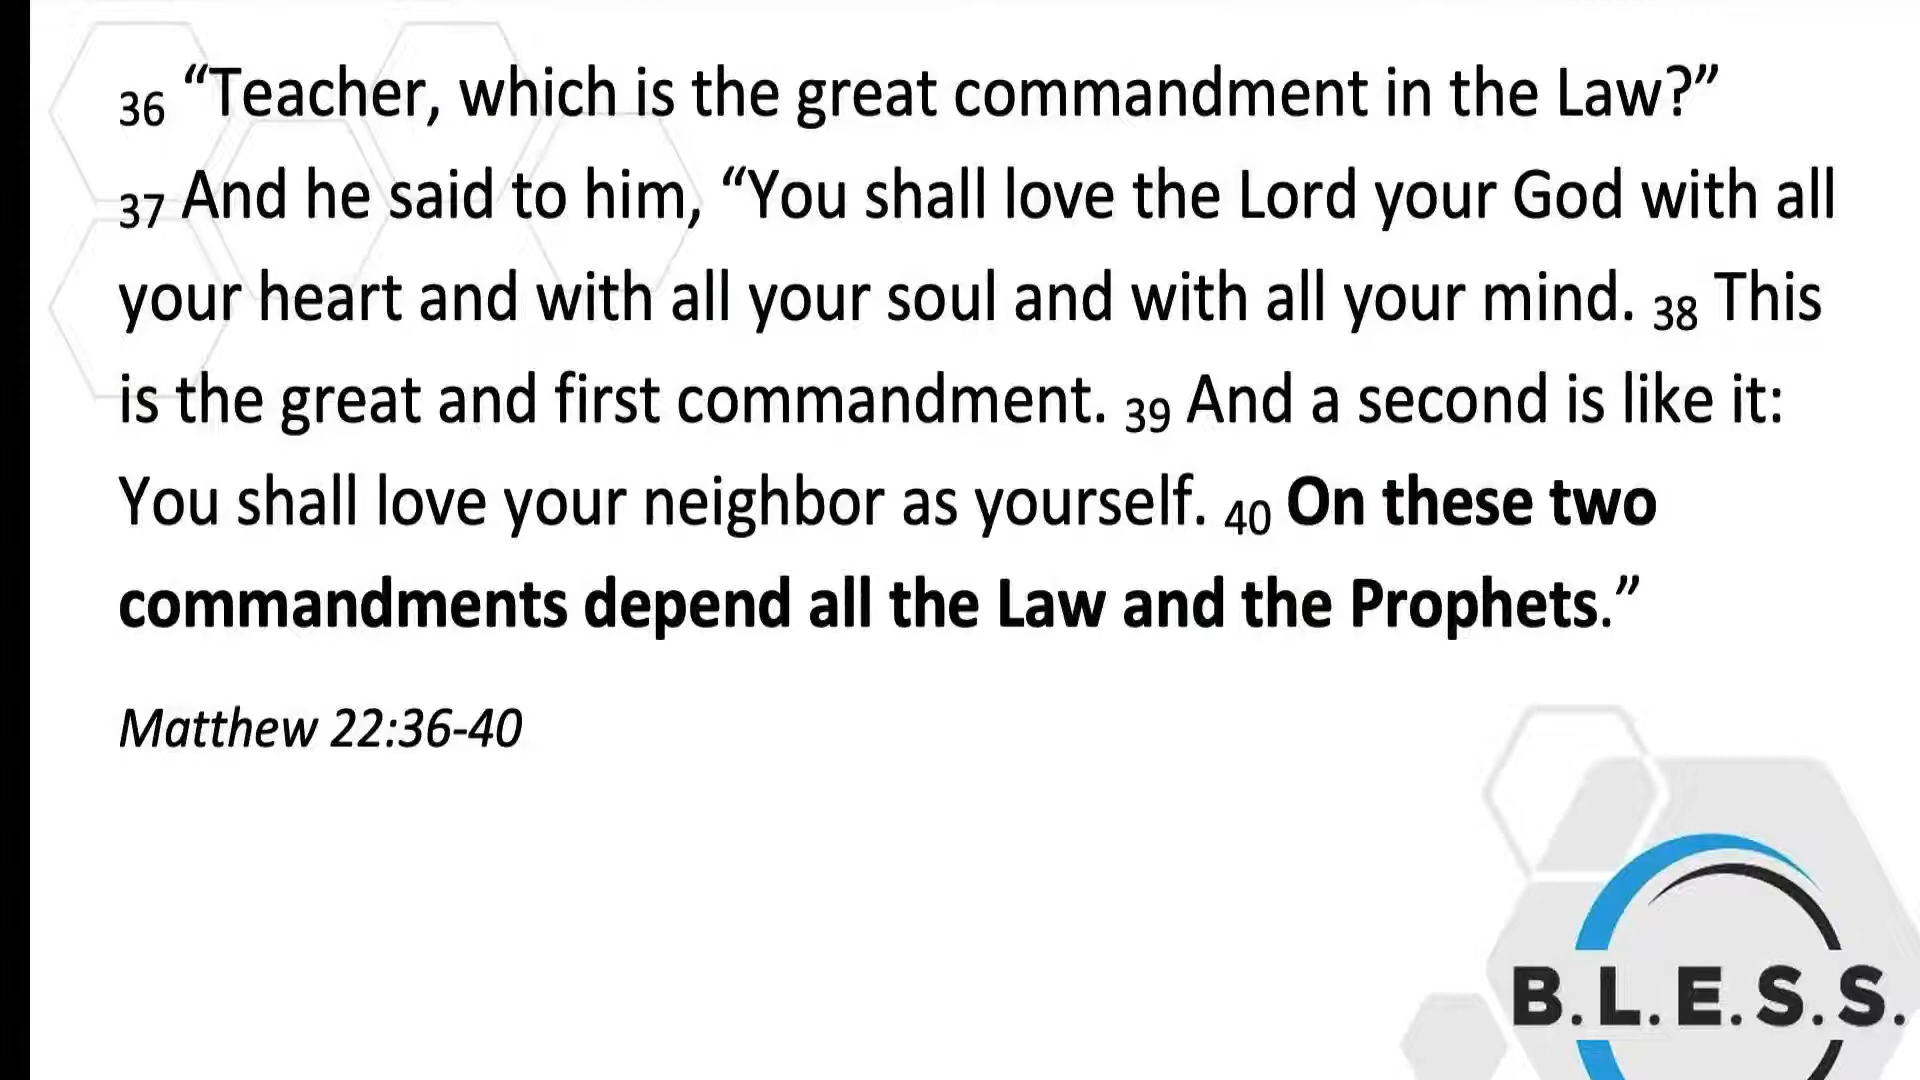 36 “Teacher, which is the great commandment in the Law?”
37 And he said to him, “You shall love the Lord your God with all
your heart and with all your soul and with all your mind. 38 This
is the great and first commandment. 39 And a second is like it:
You shall love your neighbor as yourself. 40 On these two
commandments depend all the Law and the Prophets.”
Matthew 22:36-40
B.L.E.S.S.